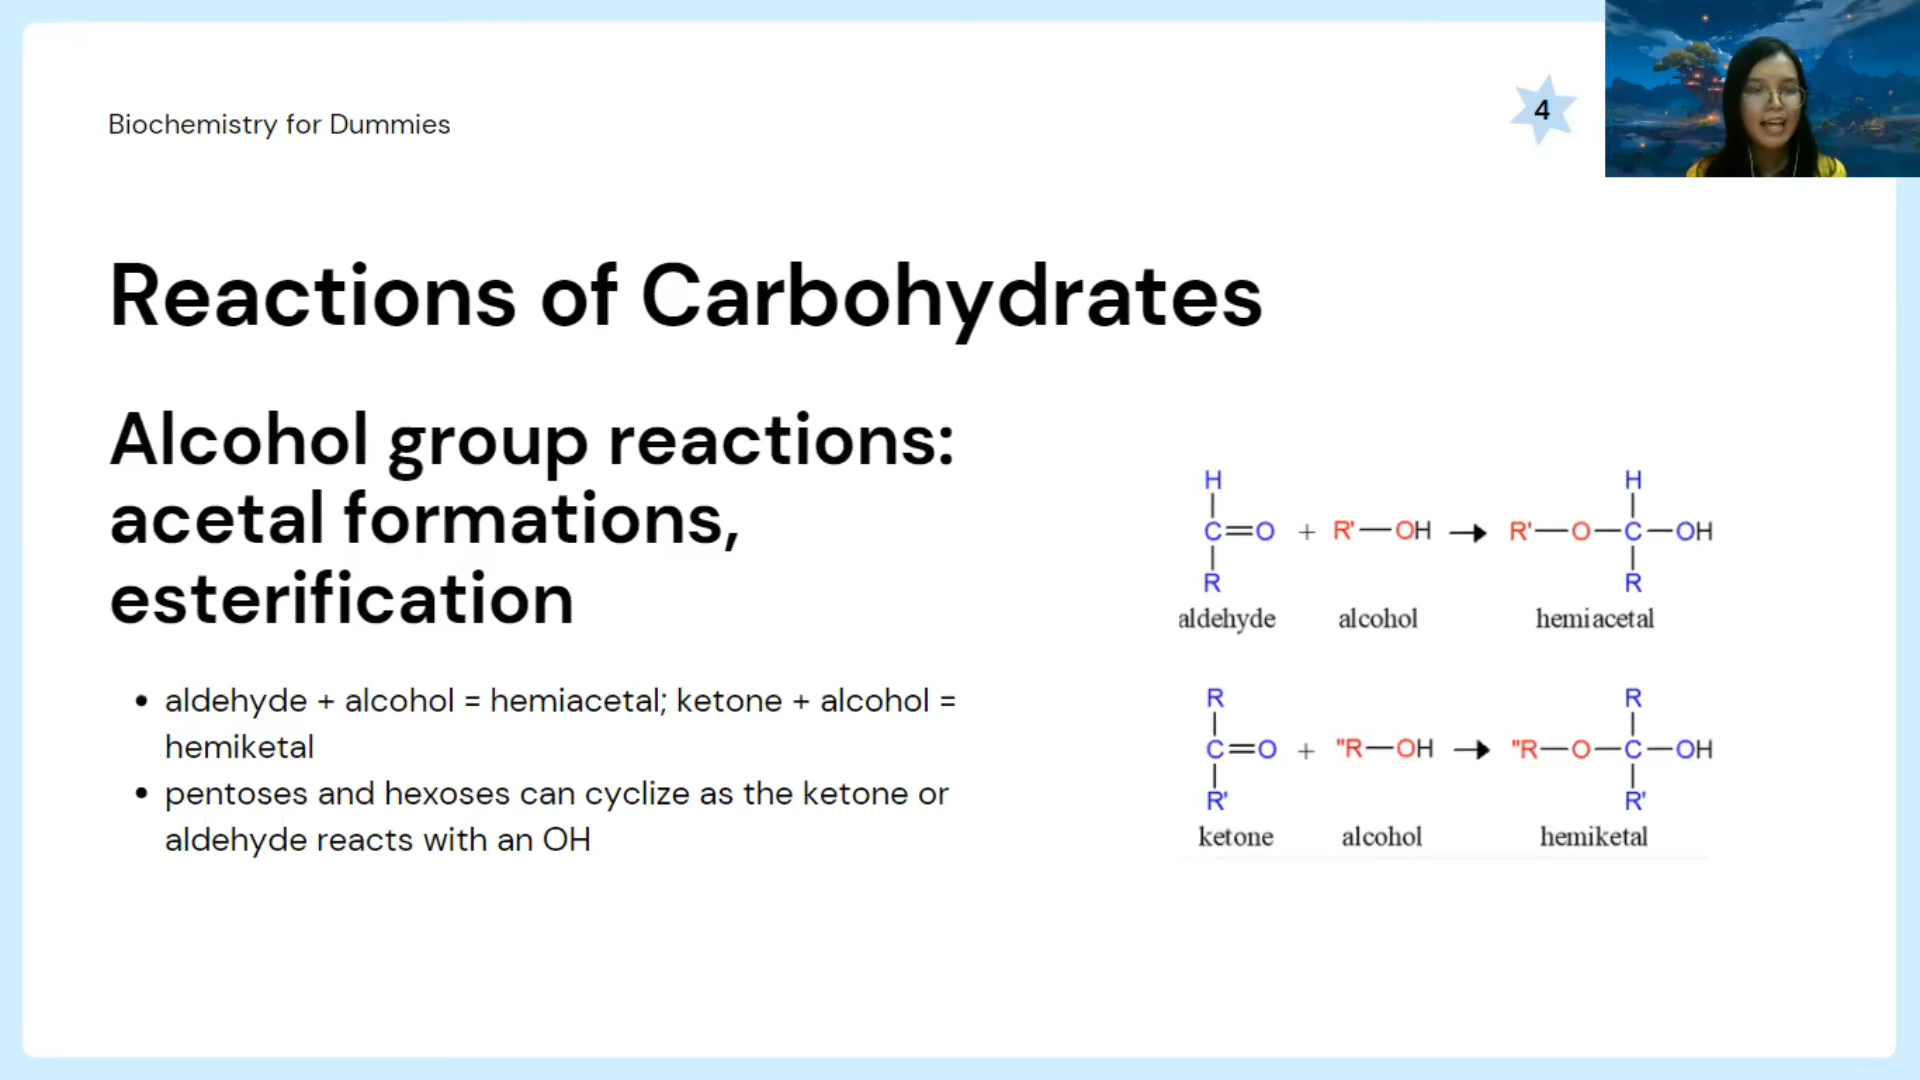 Biochemistry for Dummies
4
Reactions of Carbohydrates
Alcohol group reactions:
acetal formations,
esterification
• aldehyde + alcohol = hemiacetal; ketone + alcohol =
hemiketal
• pentoses and hexoses can cyclize as the ketone or
aldehyde reacts with an OH
H H
C=O + R'—OH → R'—O—C—OH
R R
aldehyde alcohol hemiacetal
R R
C=O + "R—OH → "R—O—C—OH
R' R'
ketone alcohol hemiketal